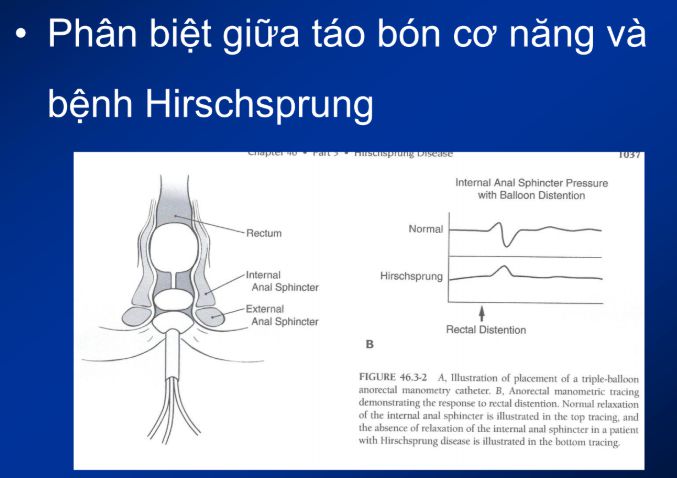 • Phân biệt giữa táo bón cơ năng và
bệnh Hirschsprung
Chapter 46 • Part 3 • Hirschsprung Disease 1037
Rectum
Internal
Anal Sphincter
External
Anal Sphincter
Internal Anal Sphincter Pressure
with Balloon Distention
Normal
Hirschsprung
Rectal Distention
B
FIGURE 46.3-2 A, Illustration of placement of a triple-balloon
anorectal manometry catheter. B, Anorectal manometric tracing
demonstrating the response to rectal distention. Normal relaxation
of the internal anal sphincter is illustrated in the top tracing, and
the absence of relaxation of the internal anal sphincter in a patient
with Hirschsprung disease is illustrated in the bottom tracing.